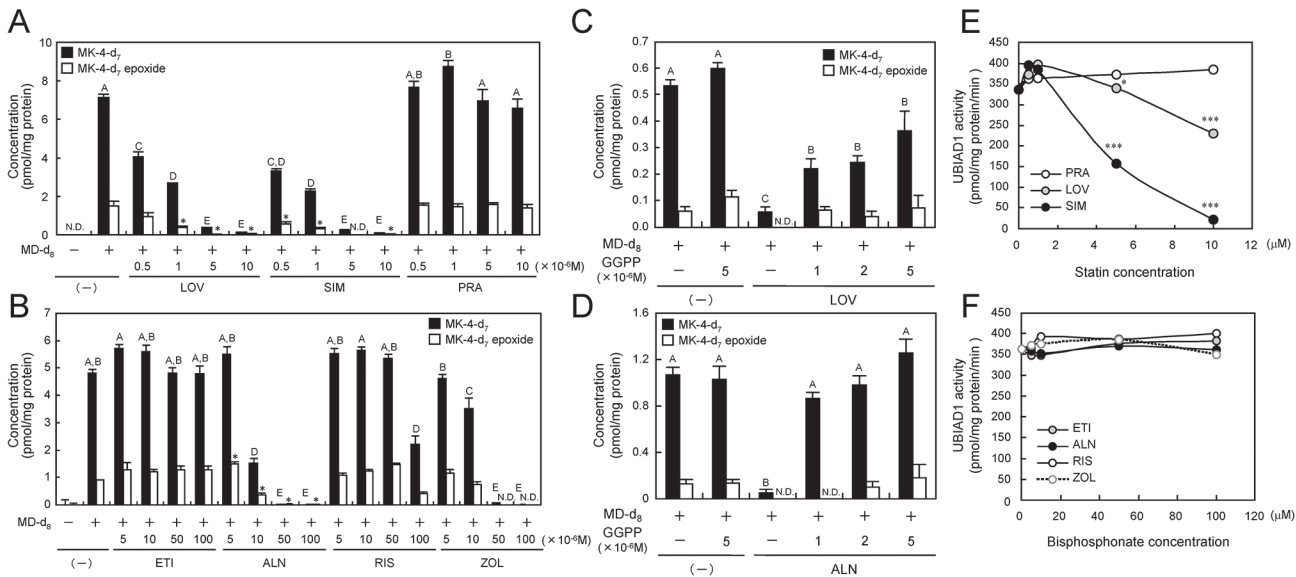 A
MK-4-d7
MK-4-d7 epoxide
Concentration
(pmol/mg protein)
10
8
6
4
2
0
N.D. A C D * E * E * C,D * D * E N.D. E * A,B B A A
MD-d8 − + + + + + + + + + + + + +
0.5 1 5 10 0.5 1 5 10 0.5 1 5 10 (×10-6M)
(−) LOV SIM PRA
B
MK-4-d7
MK-4-d7 epoxide
Concentration
(pmol/mg protein)
7
6
5
4
3
2
1
0
A,B A A,B A,B A,B A,B * D * E * E * A,B A A,B D B C E N.D. E N.D.
MD-d8 − + + + + + + + + + + + + + + + + +
5 10 50 100 5 10 50 100 5 10 50 100 5 10 50 100 (×10-6M)
(−) ETI ALN RIS ZOL
C
MK-4-d7
MK-4-d7 epoxide
Concentration
(pmol/mg protein)
0.7
0.6
0.5
0.4
0.3
0.2
0.1
0.0
A A C N.D. B B B
MD-d8 + + + + + +
GGPP
(×10-6M) − 5 − 1 2 5
(−) LOV
D
MK-4-d7
MK-4-d7 epoxide
Concentration
(pmol/mg protein)
1.6
1.2
0.8
0.4
0
A A B N.D. A N.D. A A
MD-d8 + + + + + +
GGPP
(×10-6M) − 5 − 1 2 5
(−) ALN
E
UBIAD1 activity
(pmol/mg protein/min)
450
400
350
300
350
200
150
100
50
0
*
***
***
***
PRA
LOV
SIM
0 2 4 6 8 10 12 (μM)
Statin concentration
F
UBIAD1 activity
(pmol/mg protein/min)
450
400
350
300
350
200
150
100
50
0
ETI
ALN
RIS
ZOL
0 20 40 60 80 100 120 (μM)
Bisphosphonate concentration